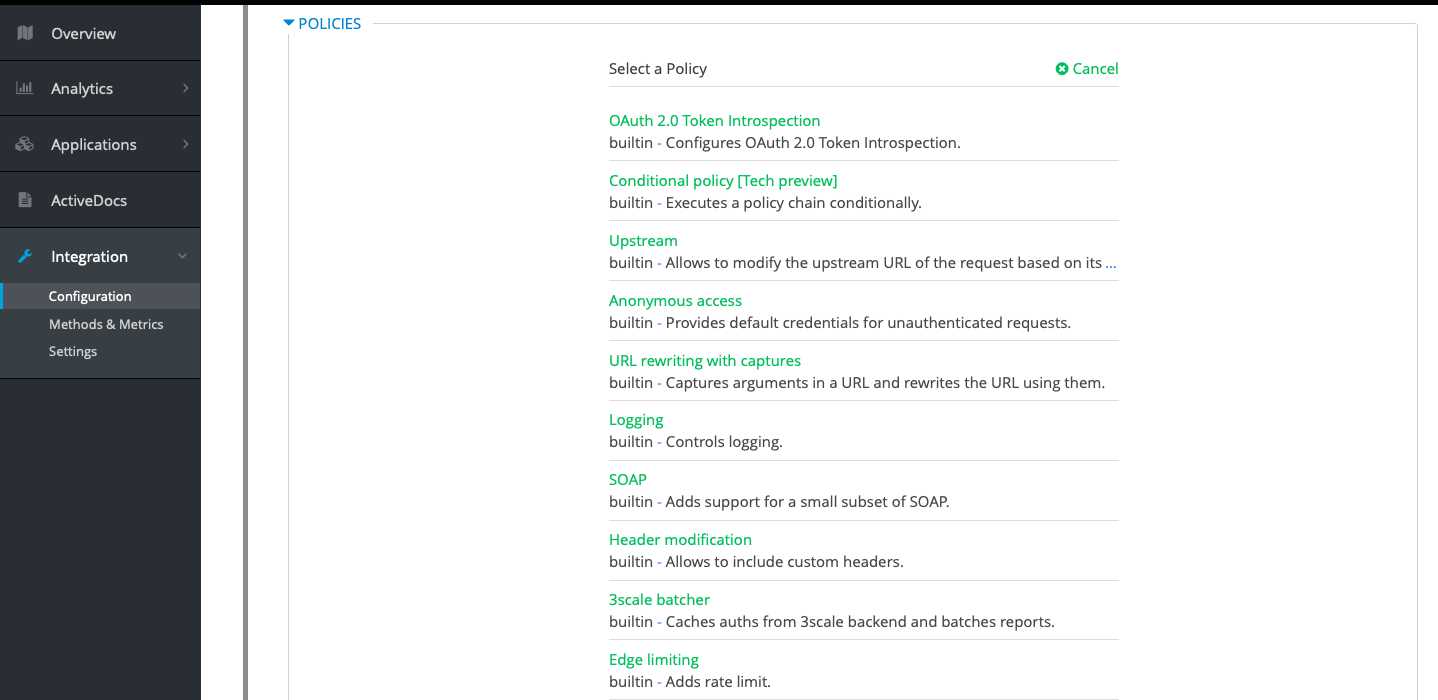 Overview
Analytics
Applications
ActiveDocs
Integration
Configuration
Methods & Metrics
Settings
POLICIES
Select a Policy
Cancel
OAuth 2.0 Token Introspection
builtin - Configures OAuth 2.0 Token Introspection.
Conditional policy [Tech preview]
builtin - Executes a policy chain conditionally.
Upstream
builtin - Allows to modify the upstream URL of the request based on its ...
Anonymous access
builtin - Provides default credentials for unauthenticated requests.
URL rewriting with captures
builtin - Captures arguments in a URL and rewrites the URL using them.
Logging
builtin - Controls logging.
SOAP
builtin - Adds support for a small subset of SOAP.
Header modification
builtin - Allows to include custom headers.
3scale batcher
builtin - Caches auths from 3scale backend and batches reports.
Edge limiting
builtin - Adds rate limit.